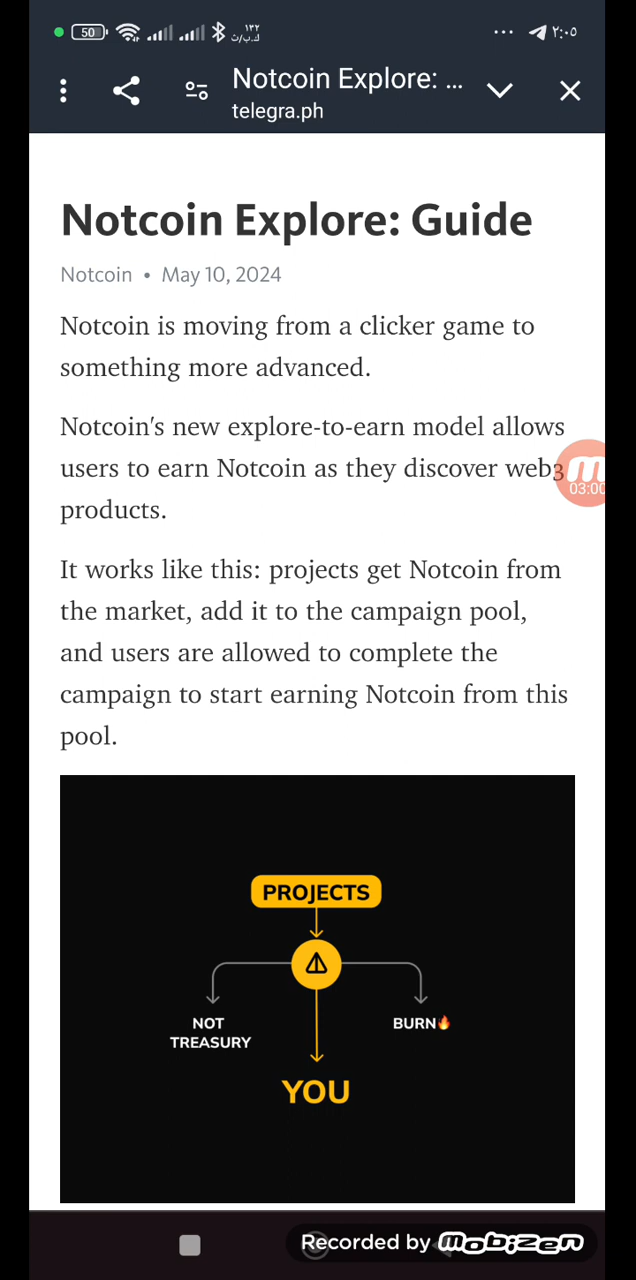 50
١٣٢
ك.ب/ث
٢:٠٥
Notcoin Explore: ...
telegra.ph
Notcoin Explore: Guide
Notcoin • May 10, 2024
Notcoin is moving from a clicker game to
something more advanced.
Notcoin's new explore-to-earn model allows
users to earn Notcoin as they discover web3
products.
03:00
It works like this: projects get Notcoin from
the market, add it to the campaign pool,
and users are allowed to complete the
campaign to start earning Notcoin from this
pool.
PROJECTS
NOT
TREASURY
BURN🔥
YOU
Recorded by mobizen